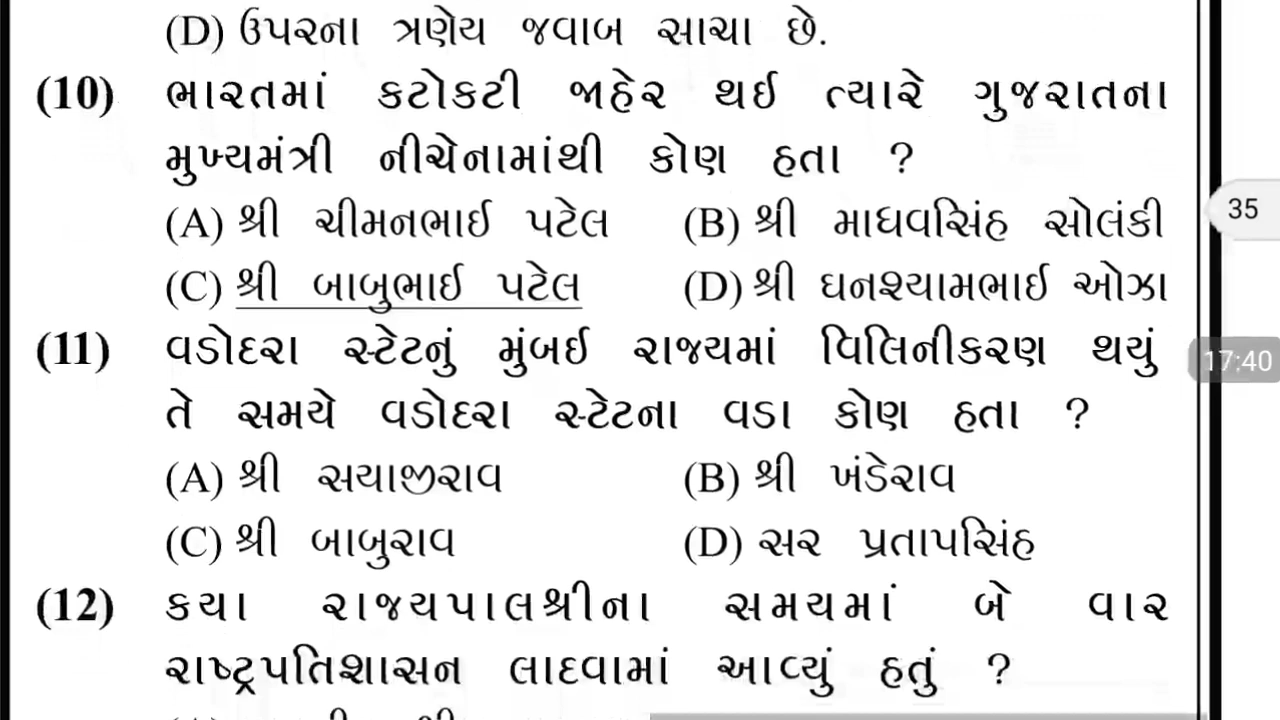 (D) ઉપરના ત્રણેય જવાબ સાચા છે.
(10) ભારતમાં કટોકટી જાહેર થઈ ત્યારે ગુજરાતના
મુખ્યમંત્રી નીચેનામાંથી કોણ હતા ?
(A) શ્રી ચીમનભાઈ પટેલ (B) શ્રી માધવસિંહ સોલંકી
35
(C) શ્રી બાબુભાઈ પટેલ (D) શ્રી ઘનશ્યામભાઈ ઓઝા
(11) વડોદરા સ્ટેટનું મુંબઈ રાજ્યમાં વિલિનીકરણ થયું
17:40
તે સમયે વડોદરા સ્ટેટના વડા કોણ હતા ?
(A) શ્રી સયાજીરાવ (B) શ્રી ખંડેરાવ
(C) શ્રી બાબુરાવ (D) સર પ્રતાપસિંહ
(12) કયા રાજ્યપાલશ્રીના સમયમાં બે વાર
રાષ્ટ્રપતિશાસન લાદવામાં આવ્યું હતું ?